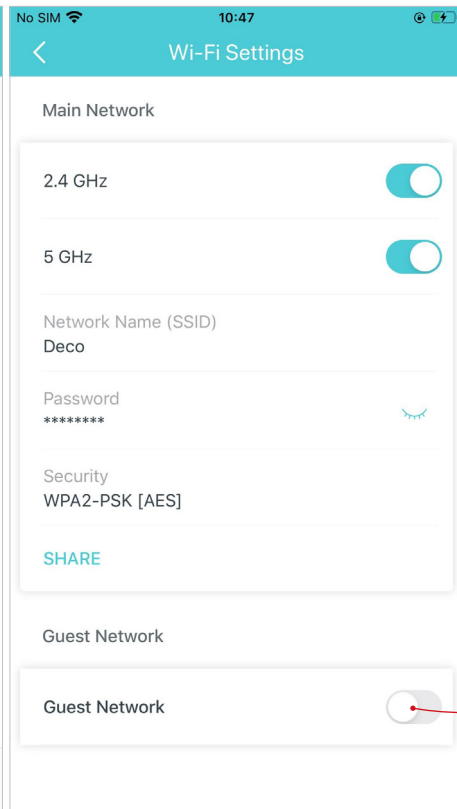 No SIM
10:47
Wi-Fi Settings
Main Network
2.4 GHz
5 GHz
Network Name (SSID)
Deco
Password
********
Security
WPA2-PSK [AES]
SHARE
Guest Network
Guest Network